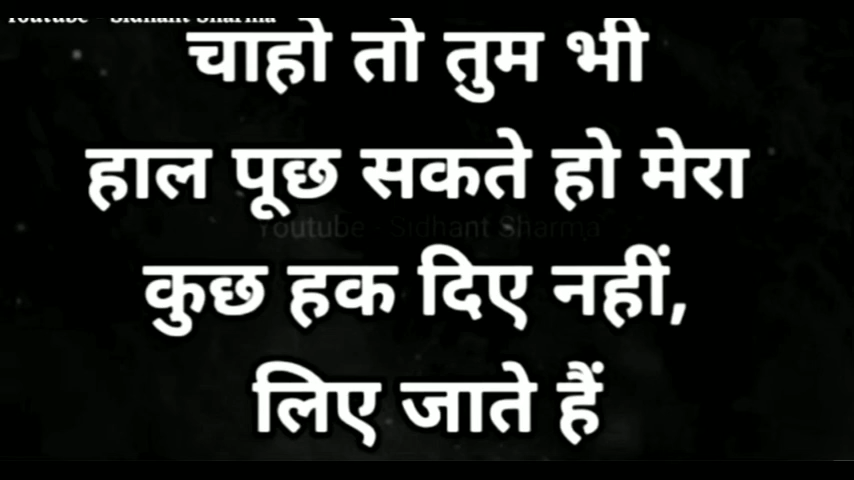 Youtube - Sidhant Sharma
चाहो तो तुम भी
हाल पूछ सकते हो मेरा
Youtube - Sidhant Sharma
कुछ हक दिए नहीं,
लिए जाते हैं